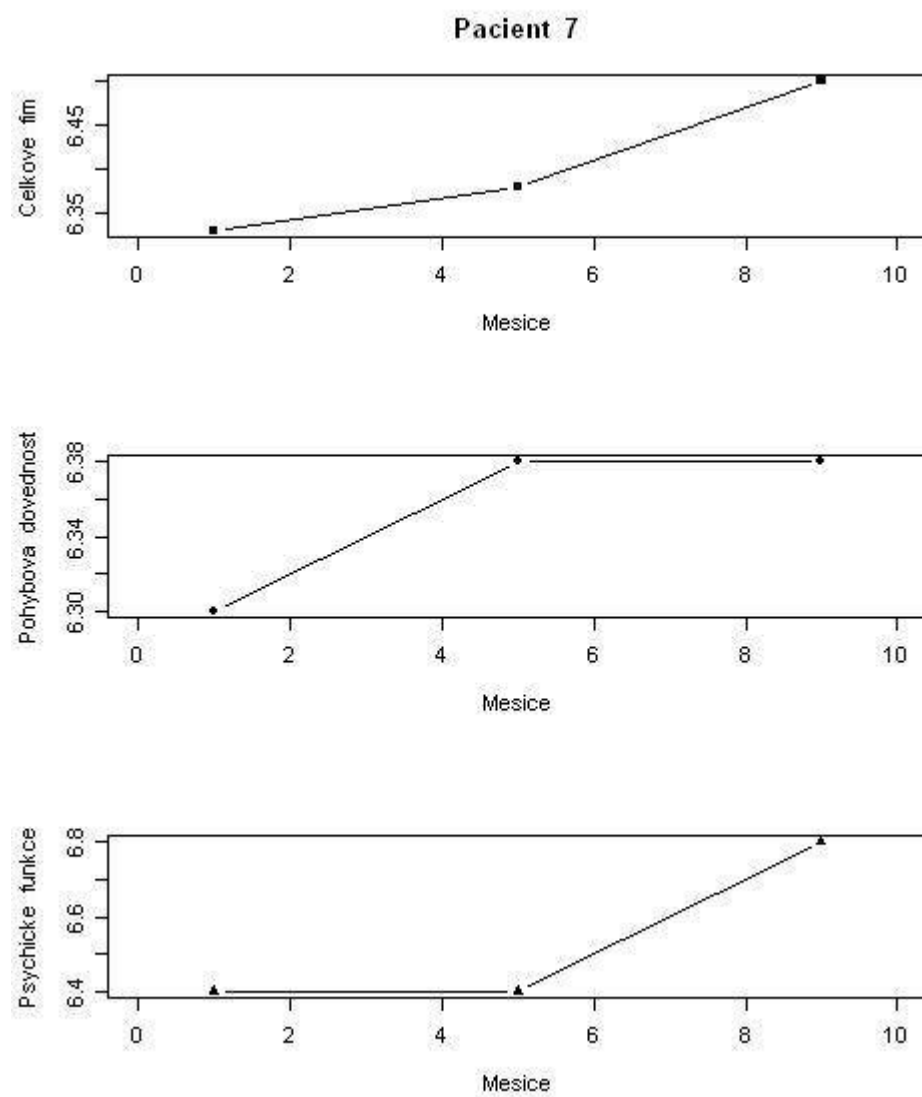 Pacient 7
Celkove fim
6.35 6.45
0 2 4 6 8 10
Mesice
Pohybova dovednost
6.30 6.34 6.38
0 2 4 6 8 10
Mesice
Psychicke funkce
6.4 6.6 6.8
0 2 4 6 8 10
Mesice